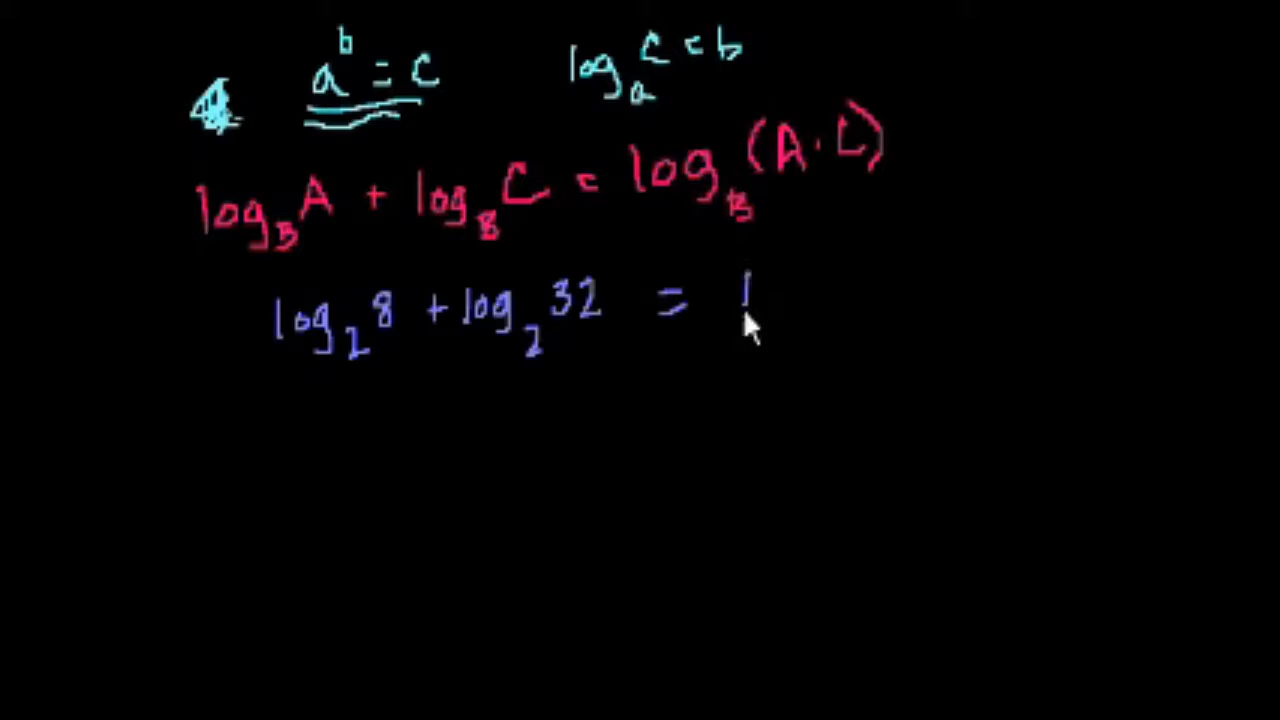 a^b = c    log_a c = b
log_B A + log_B C = log_B (A · C)
log_2 8 + log_2 32 = l